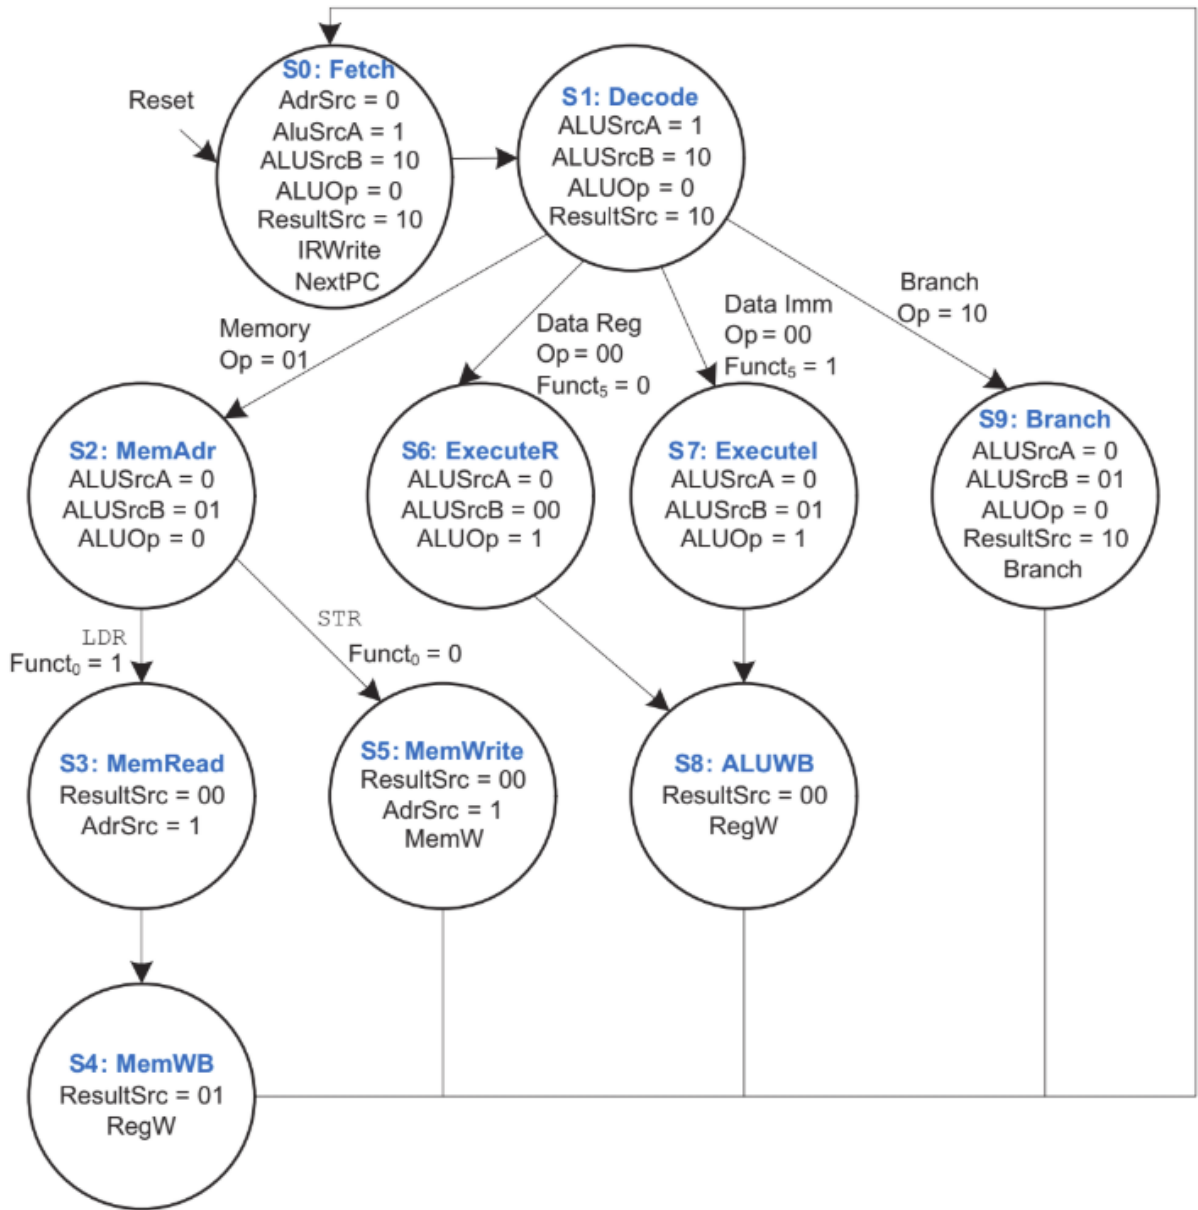 Reset
S0: Fetch
AdrSrc = 0
AluSrcA = 1
ALUSrcB = 10
ALUOp = 0
ResultSrc = 10
IRWrite
NextPC
S1: Decode
ALUSrcA = 1
ALUSrcB = 10
ALUOp = 0
ResultSrc = 10
Memory
Op = 01
Data Reg
Op = 00
Funct₅ = 0
Data Imm
Op = 00
Funct₅ = 1
Branch
Op = 10
S2: MemAdr
ALUSrcA = 0
ALUSrcB = 01
ALUOp = 0
S6: ExecuteR
ALUSrcA = 0
ALUSrcB = 00
ALUOp = 1
S7: ExecuteI
ALUSrcA = 0
ALUSrcB = 01
ALUOp = 1
S9: Branch
ALUSrcA = 0
ALUSrcB = 01
ALUOp = 0
ResultSrc = 10
Branch
LDR
Funct₀ = 1
STR
Funct₀ = 0
S3: MemRead
ResultSrc = 00
AdrSrc = 1
S5: MemWrite
ResultSrc = 00
AdrSrc = 1
MemW
S8: ALUWB
ResultSrc = 00
RegW
S4: MemWB
ResultSrc = 01
RegW